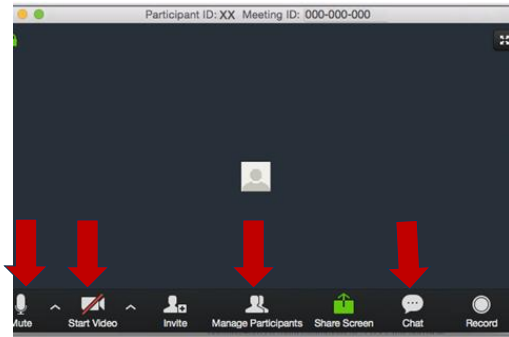 Participant ID: XX Meeting ID: 000-000-000
Mute Start Video Invite Manage Participants Share Screen Chat Record